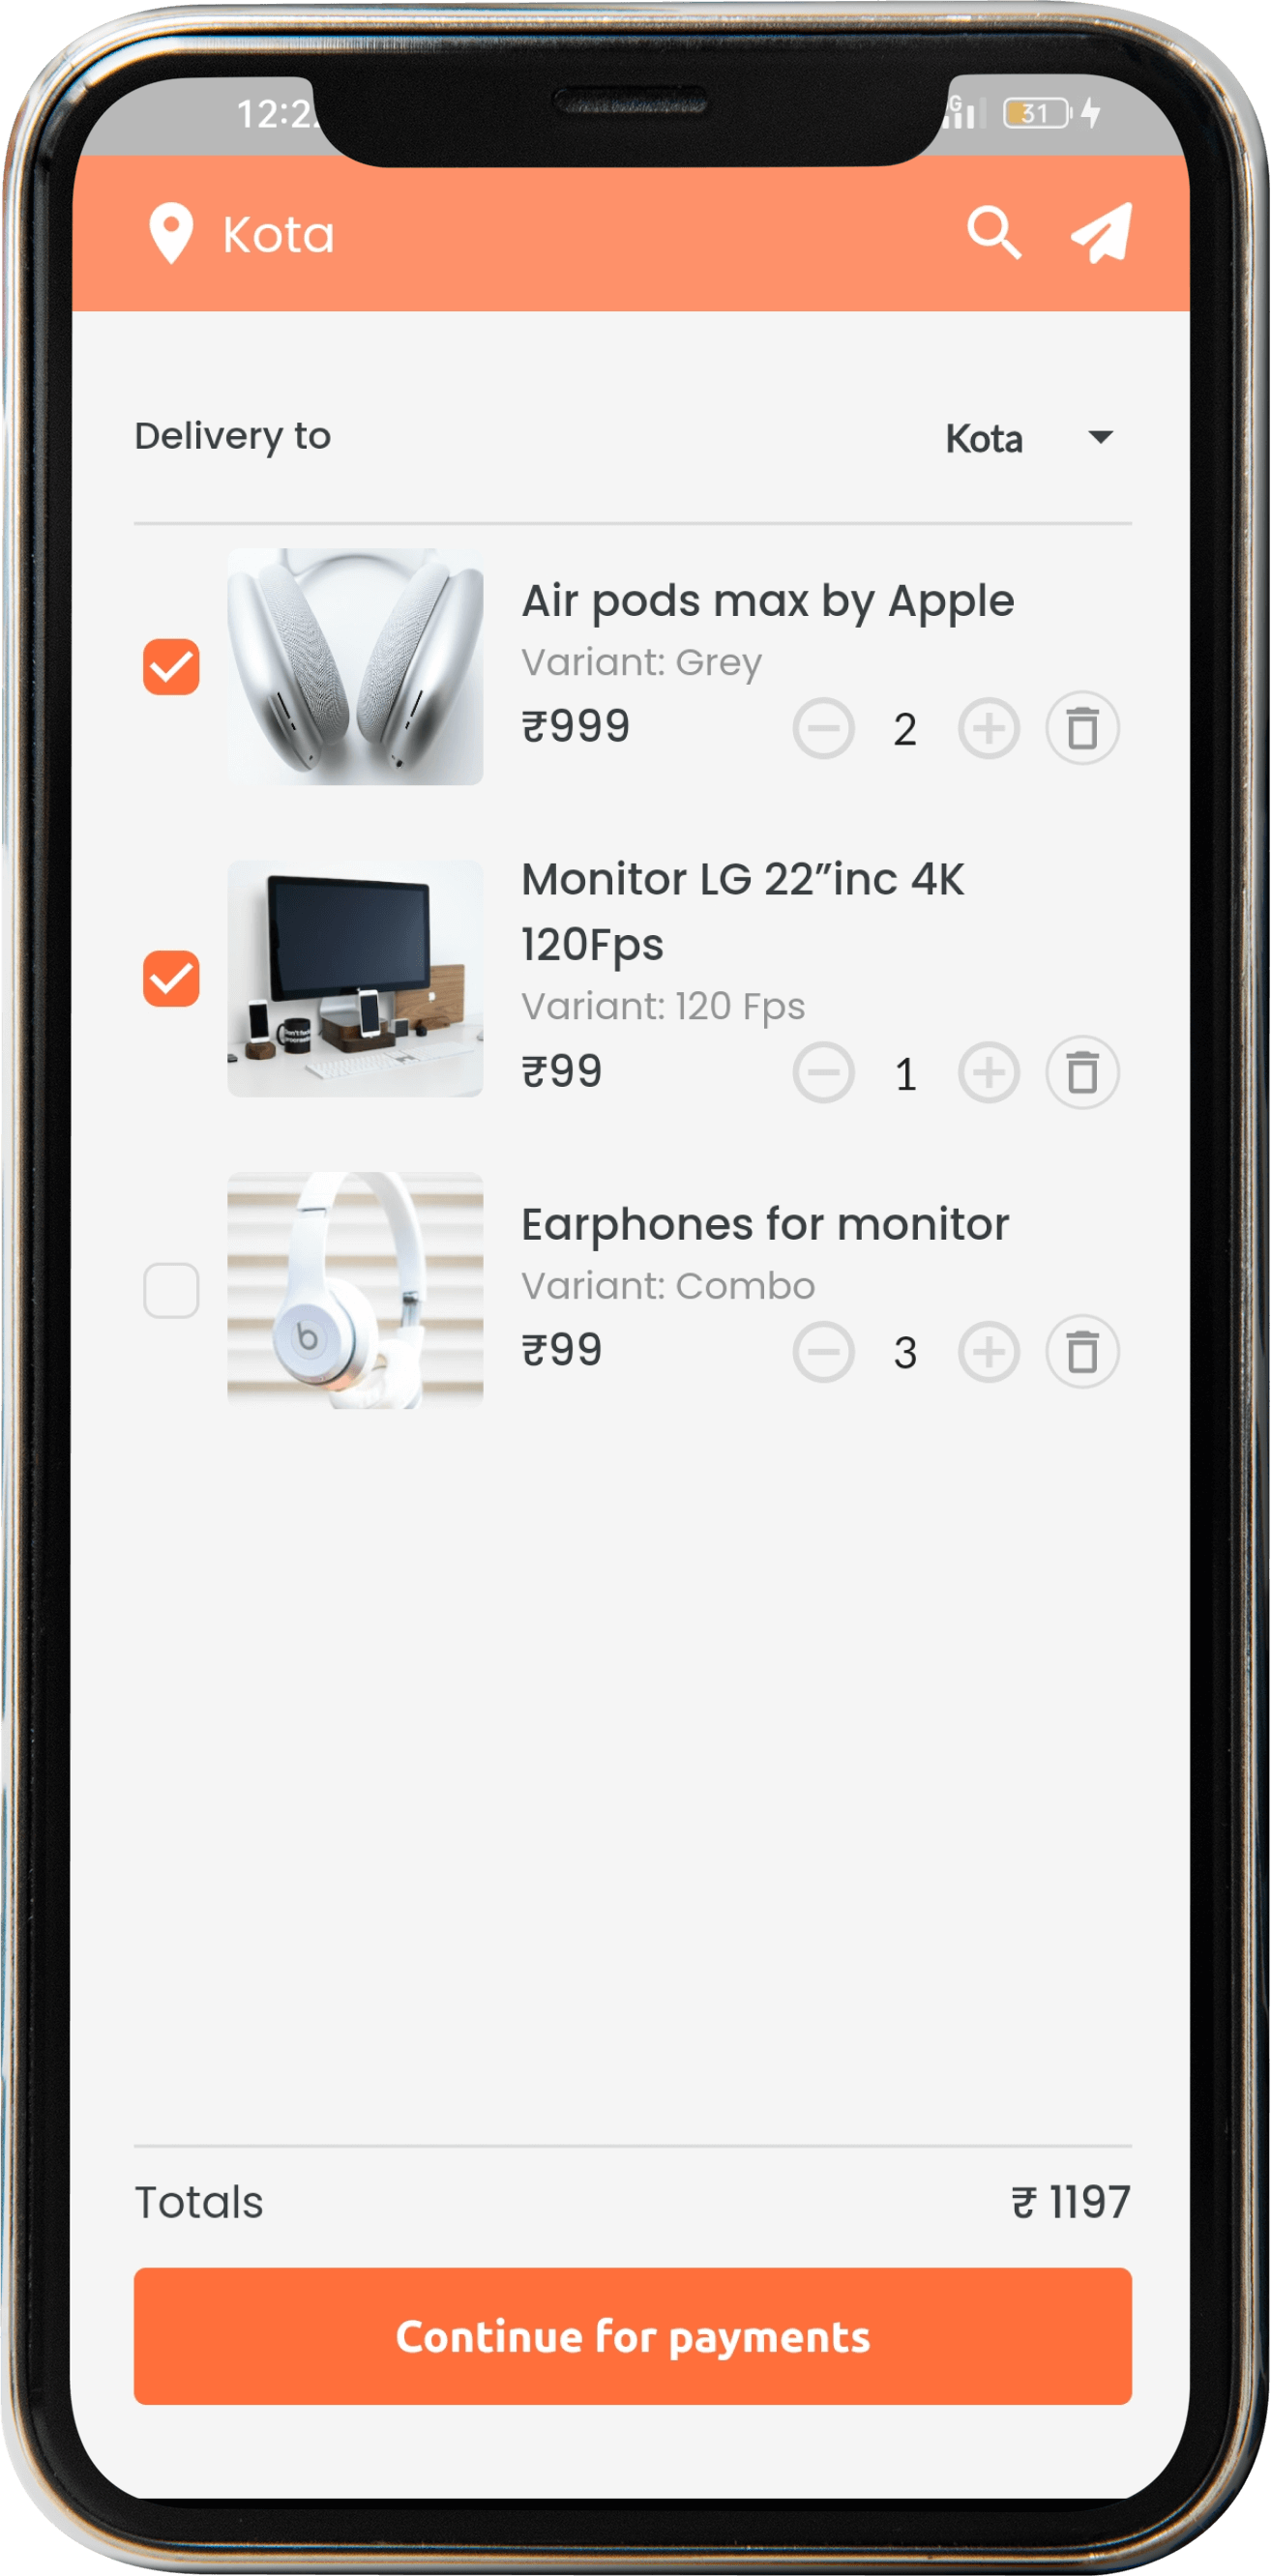 12:2
31
Kota
Delivery to
Kota
Air pods max by Apple
Variant: Grey
₹999
2
Monitor LG 22”inc 4K
120Fps
Variant: 120 Fps
₹99
1
Earphones for monitor
Variant: Combo
₹99
3
Totals
₹ 1197
Continue for payments